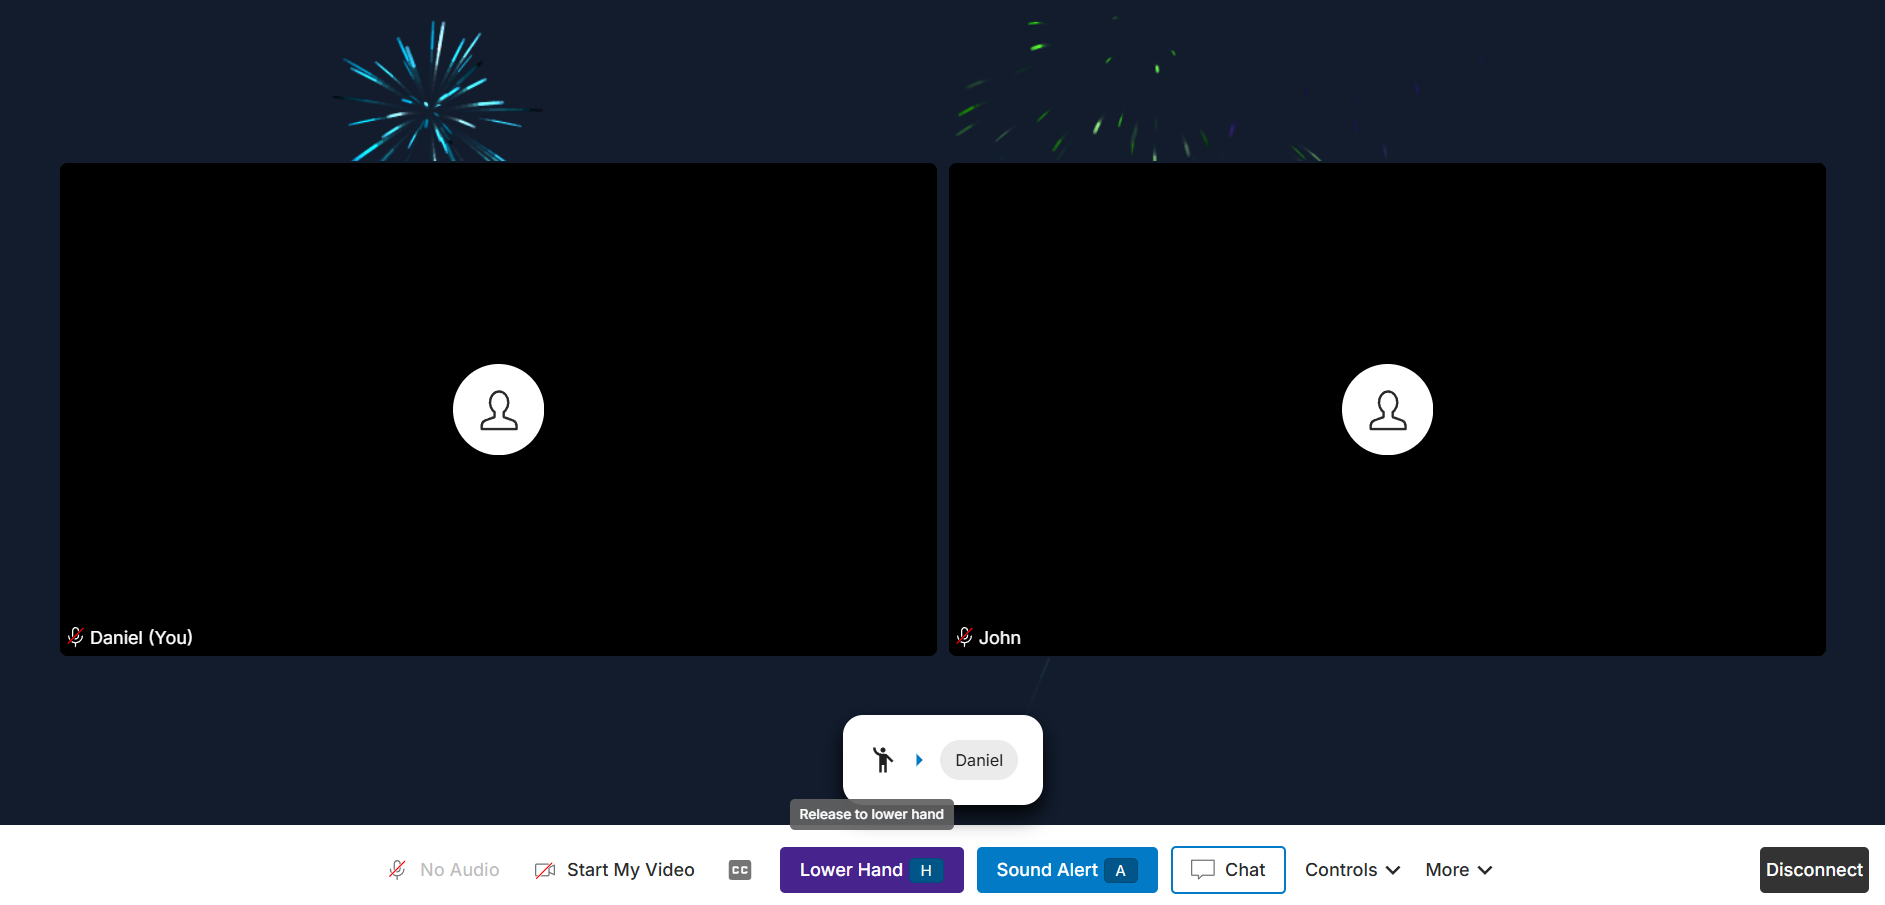 Daniel (You)
John
Daniel
Release to lower hand
No Audio
Start My Video
CC
Lower Hand H
Sound Alert A
Chat
Controls
More
Disconnect